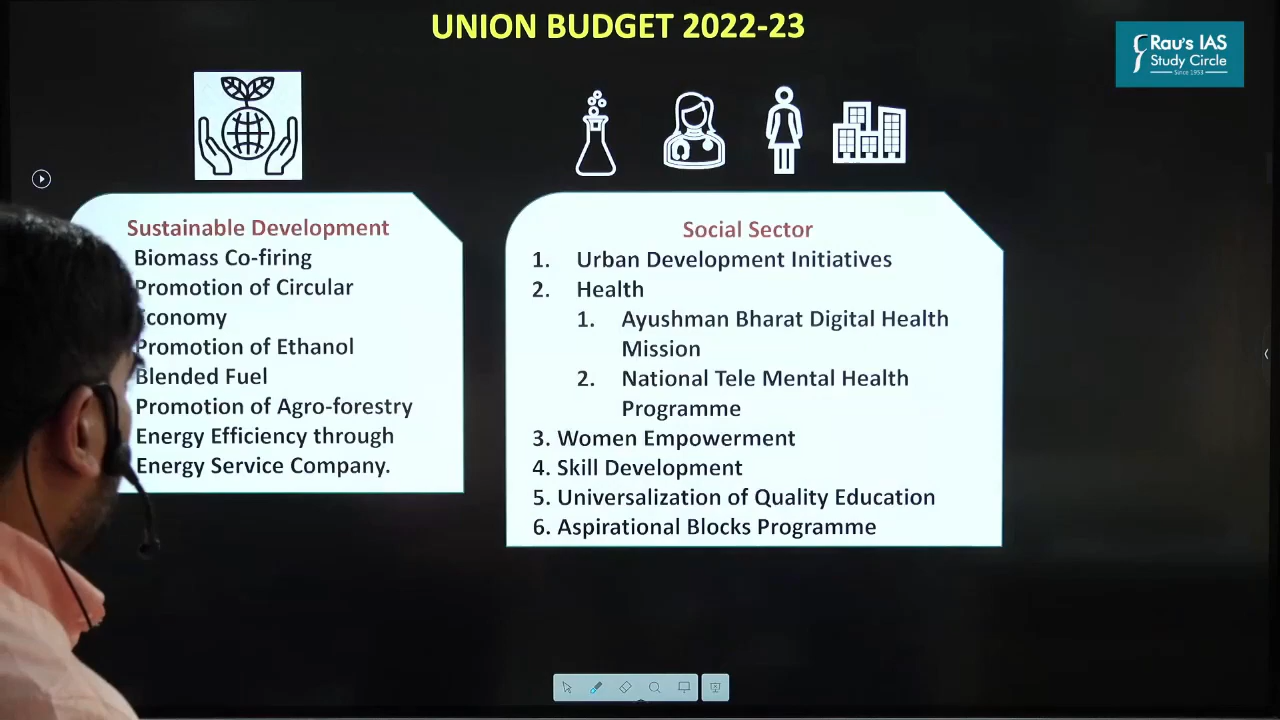 UNION BUDGET 2022-23
Rau's IAS
Study Circle
Since 1953
Sustainable Development
Biomass Co-firing
Promotion of Circular
Economy
Promotion of Ethanol
Blended Fuel
Promotion of Agro-forestry
Energy Efficiency through
Energy Service Company.
Social Sector
1. Urban Development Initiatives
2. Health
1. Ayushman Bharat Digital Health
Mission
2. National Tele Mental Health
Programme
3. Women Empowerment
4. Skill Development
5. Universalization of Quality Education
6. Aspirational Blocks Programme